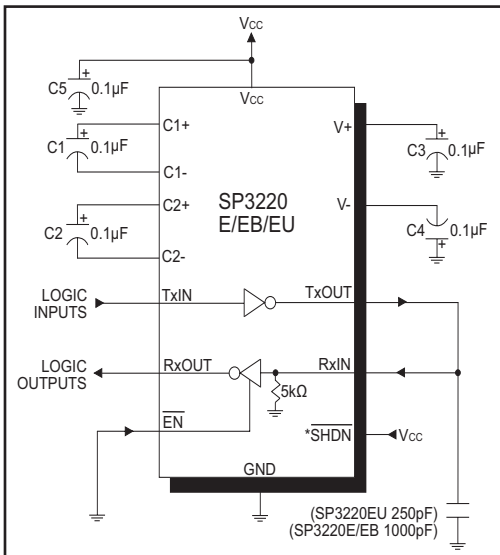 VCC
C5 + 0.1µF
VCC
C1 + 0.1µF
C1+
C1-
C2 + 0.1µF
C2+
C2-
SP3220
E/EB/EU
V+
C3 + 0.1µF
V-
C4 + 0.1µF
LOGIC
INPUTS
TxIN
TxOUT
LOGIC
OUTPUTS
RxOUT
RxIN
5kΩ
EN
*SHDN
VCC
GND
(SP3220EU 250pF)
(SP3220E/EB 1000pF)